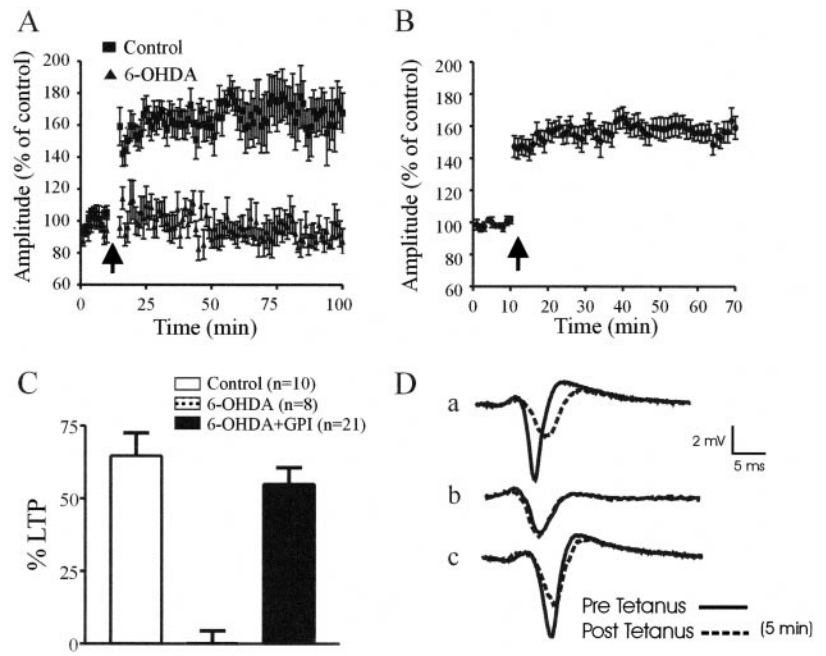 A
Control
6-OHDA
Amplitude (% of control)
200
180
160
140
120
100
80
60
0 25 50 75 100
Time (min)
B
Amplitude (% of control)
200
180
160
140
120
100
80
60
0 10 20 30 40 50 60 70
Time (min)
C
Control (n=10)
6-OHDA (n=8)
6-OHDA+GPI (n=21)
% LTP
75
50
25
0
D
a
2 mV
5 ms
b
c
Pre Tetanus
Post Tetanus (5 min)